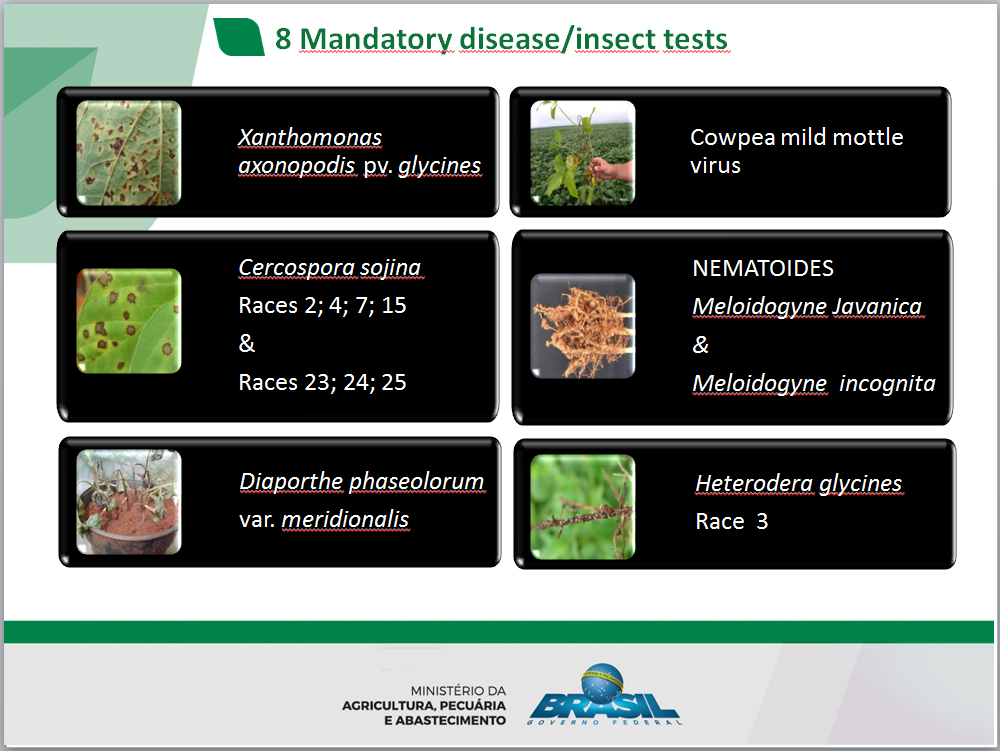 8 Mandatory disease/insect tests
Xanthomonas
axonopodis pv. glycines
Cowpea mild mottle
virus
Cercospora sojina
Races 2; 4; 7; 15
&
Races 23; 24; 25
NEMATOIDES
Meloidogyne Javanica
&
Meloidogyne incognita
Diaporthe phaseolorum
var. meridionalis
Heterodera glycines
Race 3
MINISTÉRIO DA
AGRICULTURA, PECUÁRIA
E ABASTECIMENTO
BRASIL
GOVERNO FEDERAL